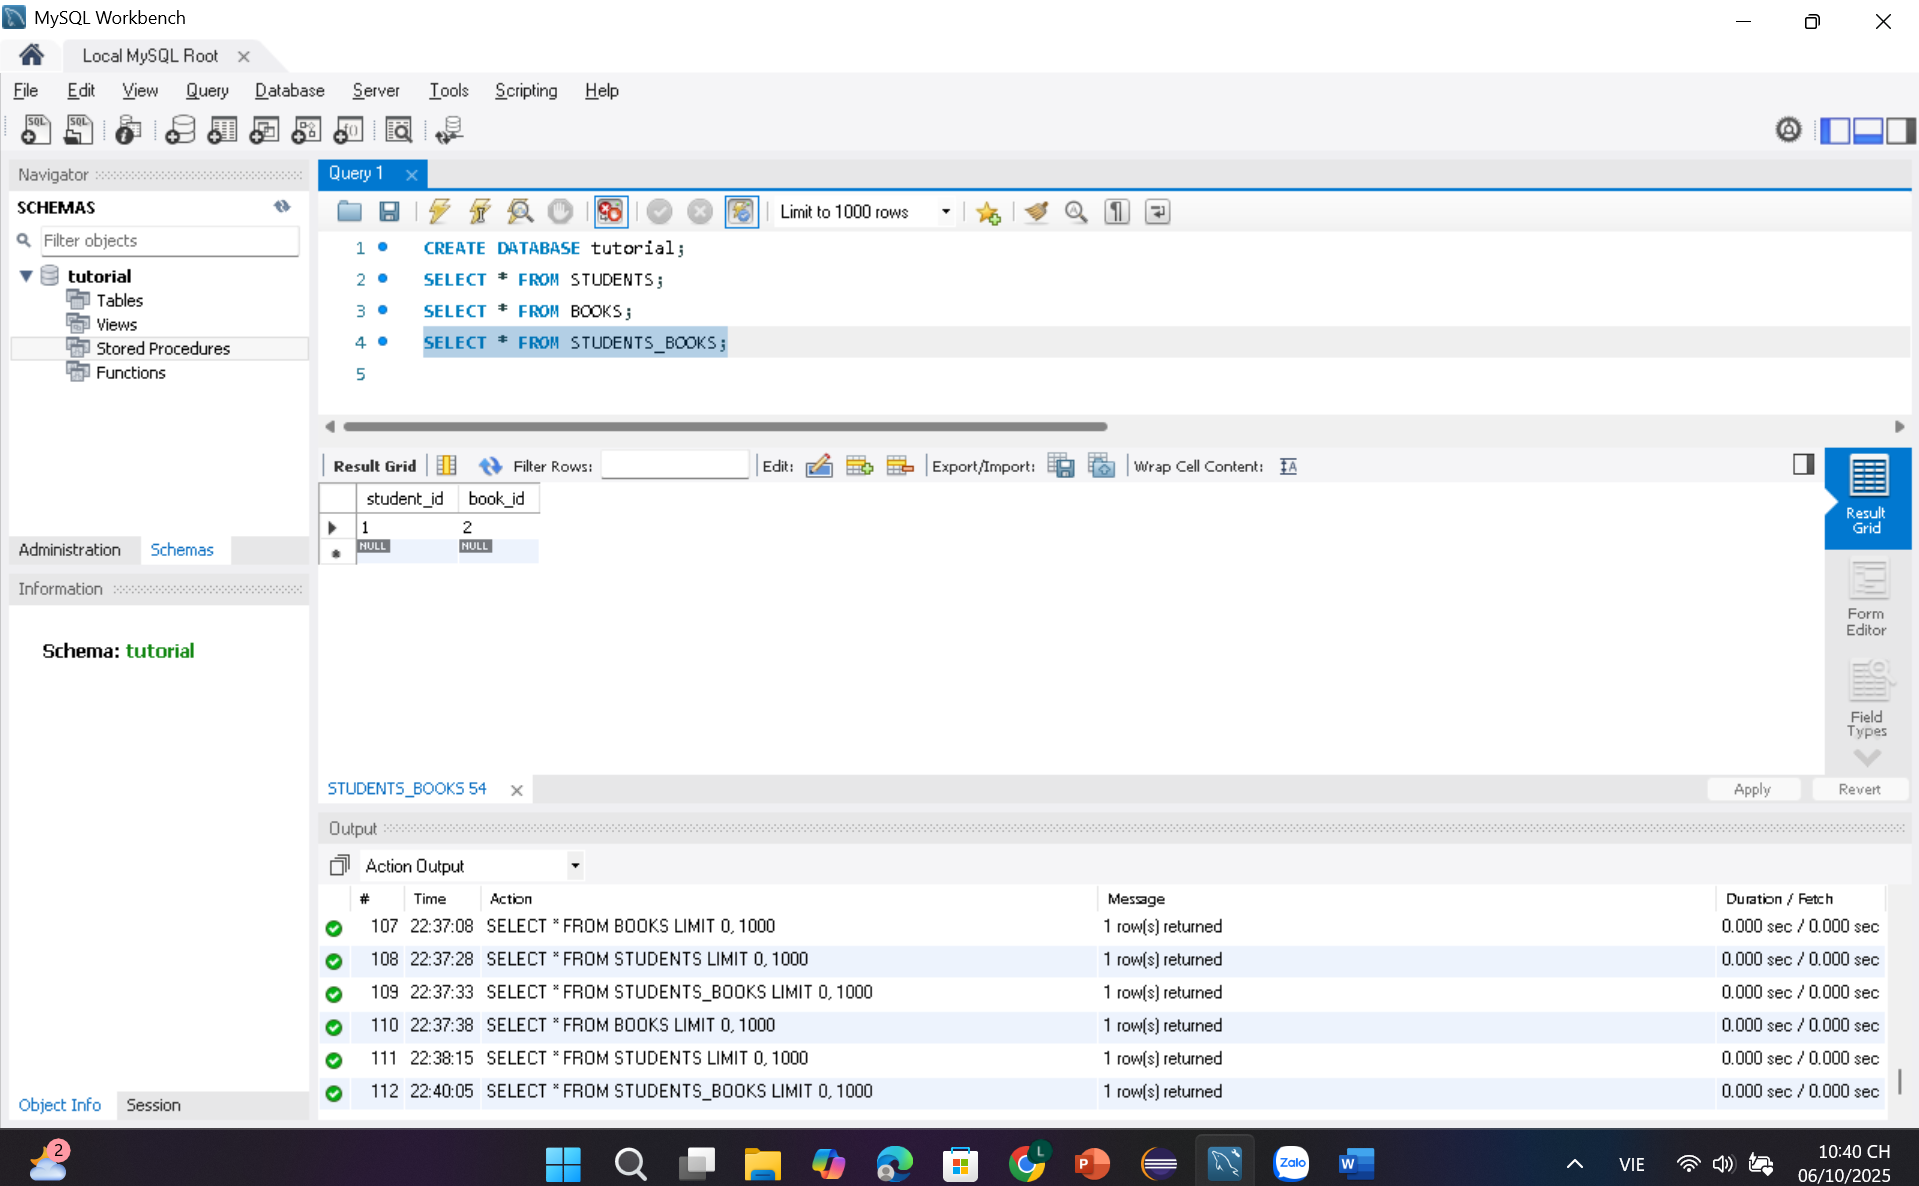 MySQL Workbench
Local MySQL Root
File Edit View Query Database Server Tools Scripting Help
Navigator
SCHEMAS
Filter objects
tutorial
Tables
Views
Stored Procedures
Functions
Administration Schemas
Information
Schema: tutorial
Object Info Session
Query 1
Limit to 1000 rows
1 CREATE DATABASE tutorial;
2 SELECT * FROM STUDENTS;
3 SELECT * FROM BOOKS;
4 SELECT * FROM STUDENTS_BOOKS;
5
Result Grid Filter Rows: Edit: Export/Import: Wrap Cell Content:
student_id book_id
1 2
NULL NULL
Result
Grid
Form
Editor
Field
Types
STUDENTS_BOOKS 54
Apply Revert
Output
Action Output
# Time Action Message Duration / Fetch
107 22:37:08 SELECT * FROM BOOKS LIMIT 0, 1000 1 row(s) returned 0.000 sec / 0.000 sec
108 22:37:28 SELECT * FROM STUDENTS LIMIT 0, 1000 1 row(s) returned 0.000 sec / 0.000 sec
109 22:37:33 SELECT * FROM STUDENTS_BOOKS LIMIT 0, 1000 1 row(s) returned 0.000 sec / 0.000 sec
110 22:37:38 SELECT * FROM BOOKS LIMIT 0, 1000 1 row(s) returned 0.000 sec / 0.000 sec
111 22:38:15 SELECT * FROM STUDENTS LIMIT 0, 1000 1 row(s) returned 0.000 sec / 0.000 sec
112 22:40:05 SELECT * FROM STUDENTS_BOOKS LIMIT 0, 1000 1 row(s) returned 0.000 sec / 0.000 sec
2
L
P
Zalo
W
VIE
10:40 CH
06/10/2025